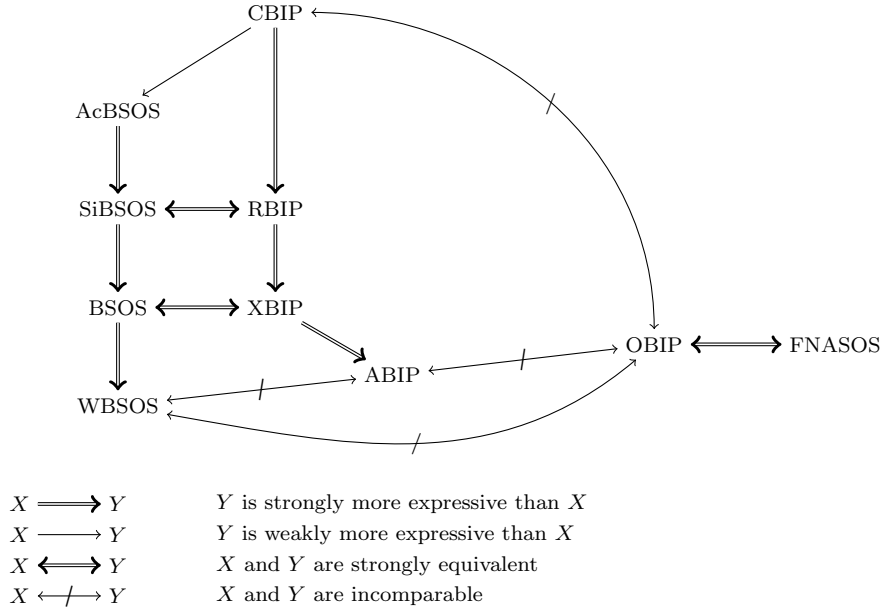 CBIP
AcBSOS
SiBSOS RBIP
BSOS XBIP
OBIP FNASOS
ABIP
WBSOS
X Y Y is strongly more expressive than X
X Y Y is weakly more expressive than X
X Y X and Y are strongly equivalent
X Y X and Y are incomparable